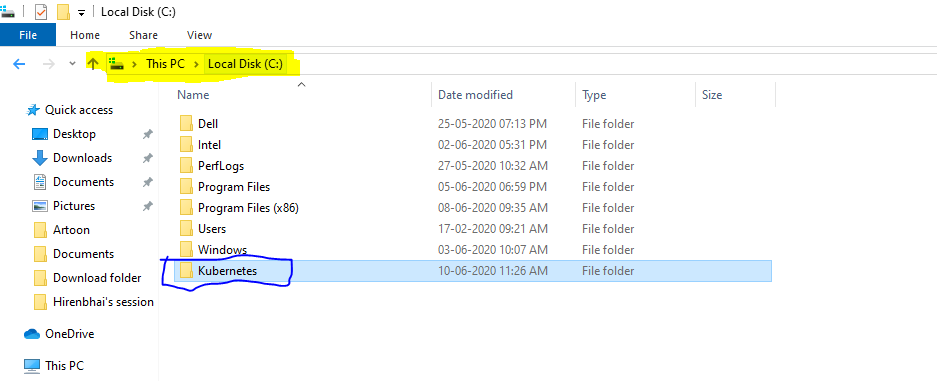 Local Disk (C:)
File Home Share View
This PC Local Disk (C:)
Name Date modified Type Size
Quick access
Desktop
Downloads
Documents
Pictures
Artoon
Documents
Download folder
Hirenbhai's session
OneDrive
This PC
Dell 25-05-2020 07:13 PM File folder
Intel 02-06-2020 05:31 PM File folder
PerfLogs 27-05-2020 10:32 AM File folder
Program Files 05-06-2020 06:59 PM File folder
Program Files (x86) 08-06-2020 09:35 AM File folder
Users 17-02-2020 09:21 AM File folder
Windows 03-06-2020 10:07 AM File folder
Kubernetes 10-06-2020 11:26 AM File folder